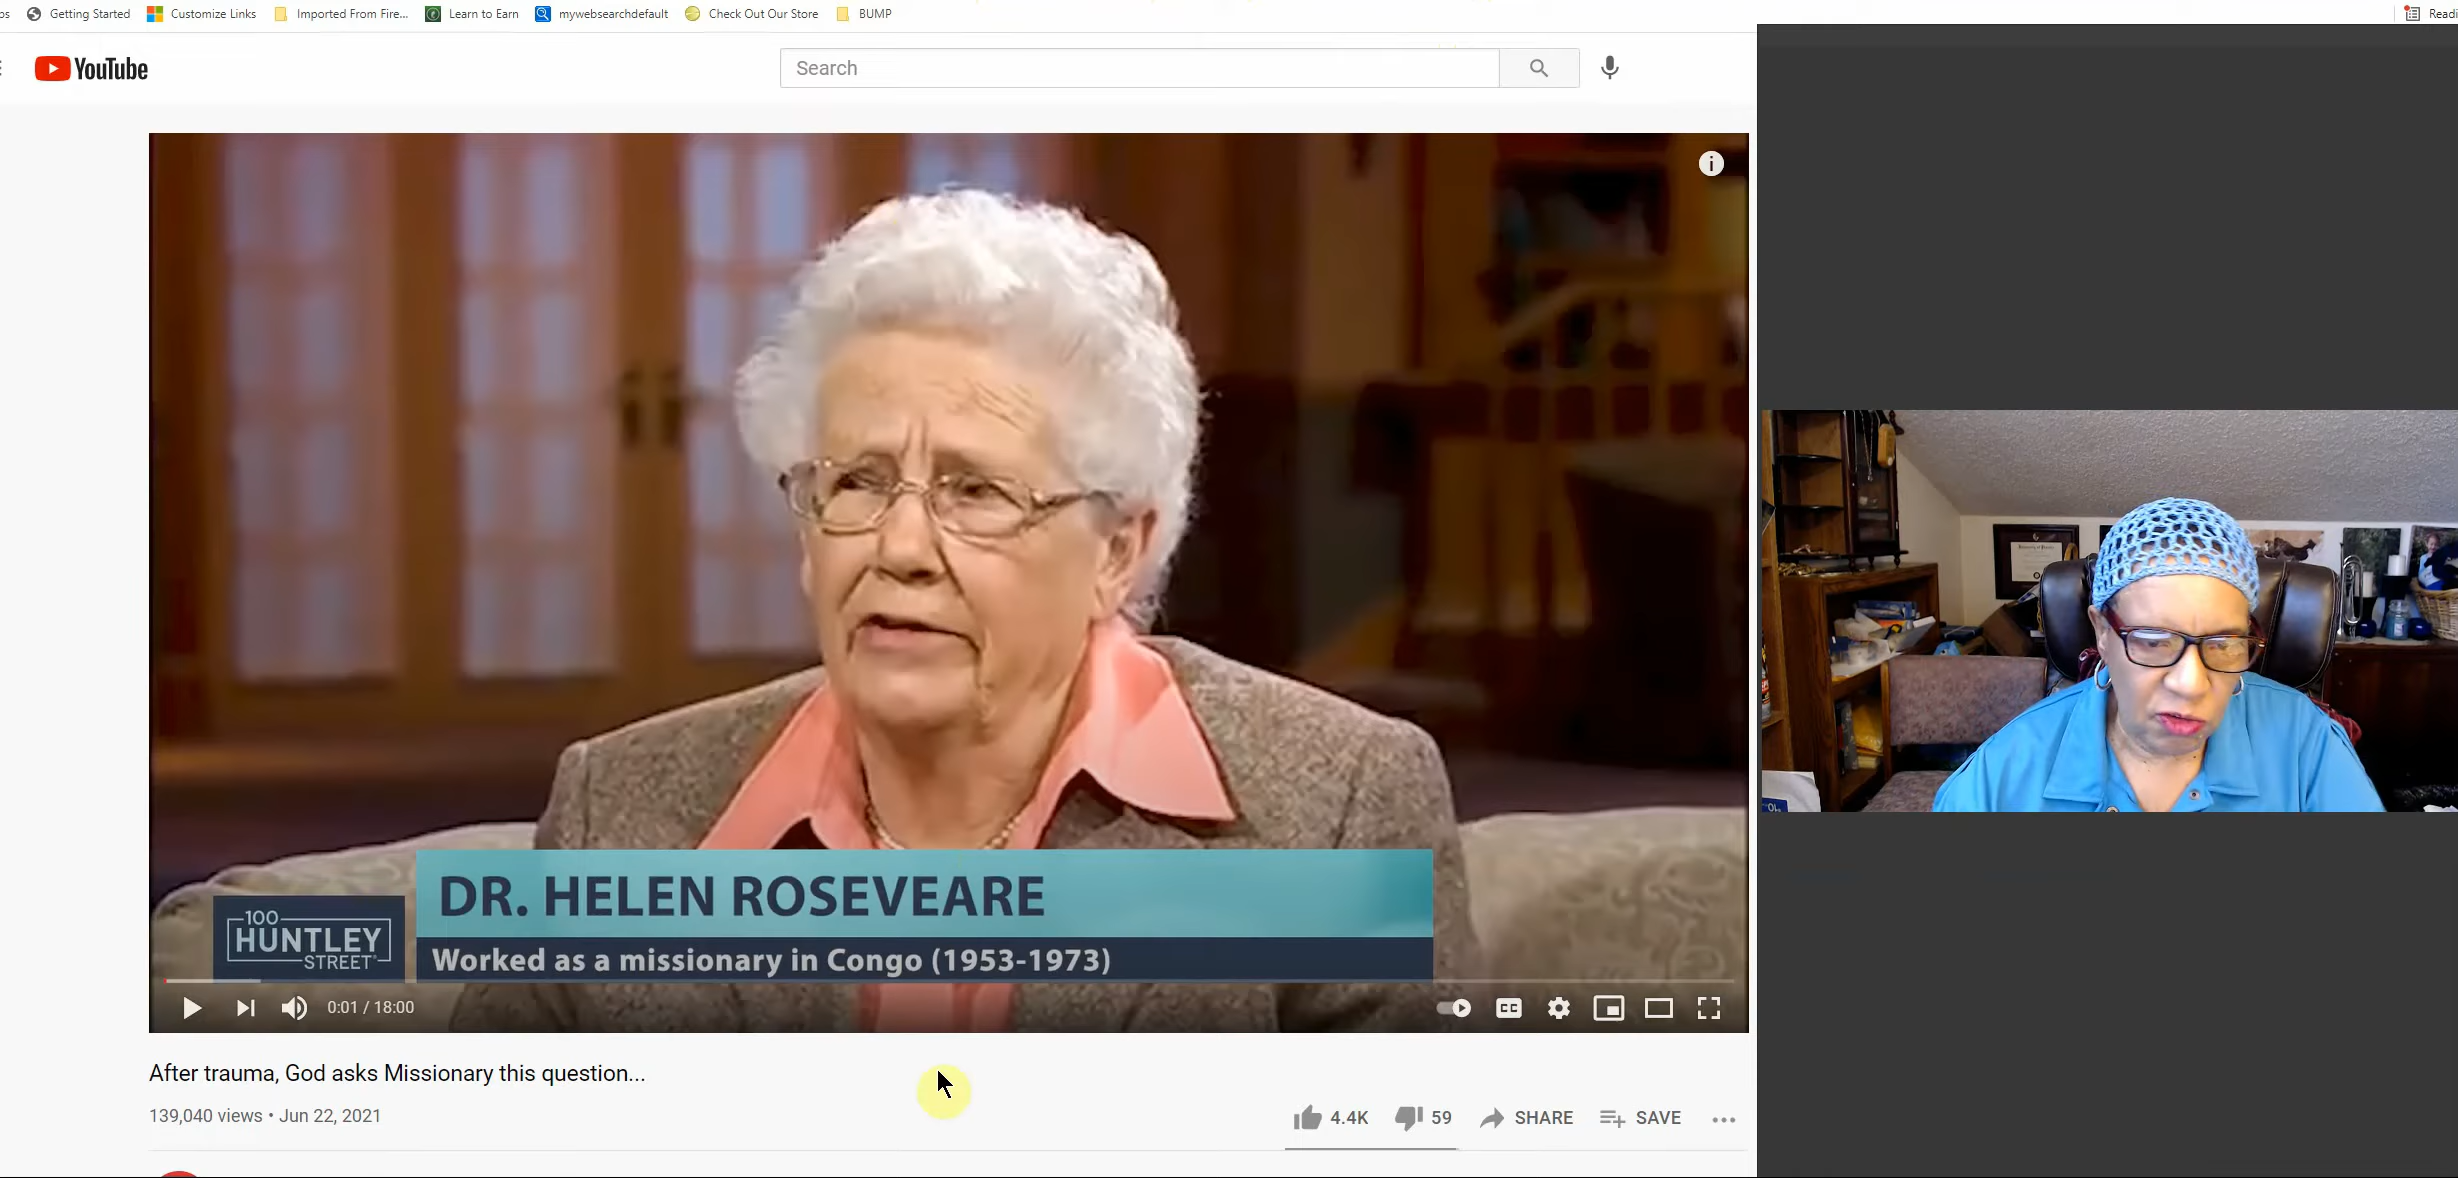 Getting Started
Customize Links
Imported From Fire...
Learn to Earn
mywebsearchdefault
Check Out Our Store
BUMP
YouTube
Search
DR. HELEN ROSEVEARE
100
HUNTLEY
STREET
Worked as a missionary in Congo (1953-1973)
0:01 / 18:00
CC
After trauma, God asks Missionary this question...
139,040 views • Jun 22, 2021
4.4K
59
SHARE
SAVE